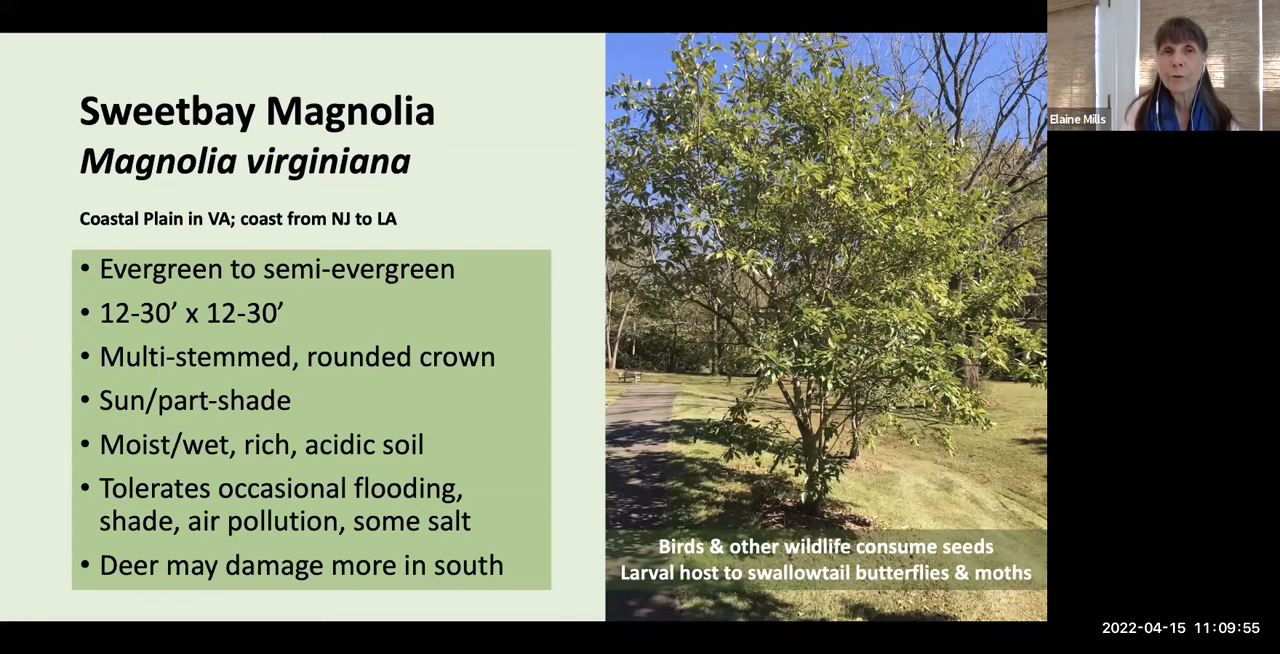 Sweetbay Magnolia
Magnolia virginiana
Coastal Plain in VA; coast from NJ to LA
• Evergreen to semi-evergreen
• 12-30’ x 12-30’
• Multi-stemmed, rounded crown
• Sun/part-shade
• Moist/wet, rich, acidic soil
• Tolerates occasional flooding,
shade, air pollution, some salt
• Deer may damage more in south
Birds & other wildlife consume seeds
Larval host to swallowtail butterflies & moths
Elaine Mills
2022-04-15 11:09:55